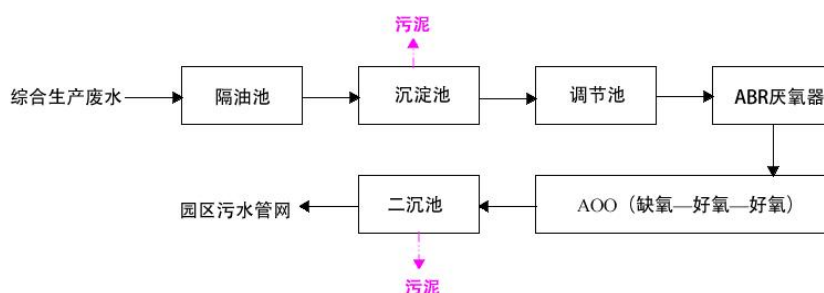 污泥
综合生产废水
隔油池
沉淀池
调节池
ABR厌氧器
园区污水管网
二沉池
AOO（缺氧—好氧—好氧）
污泥